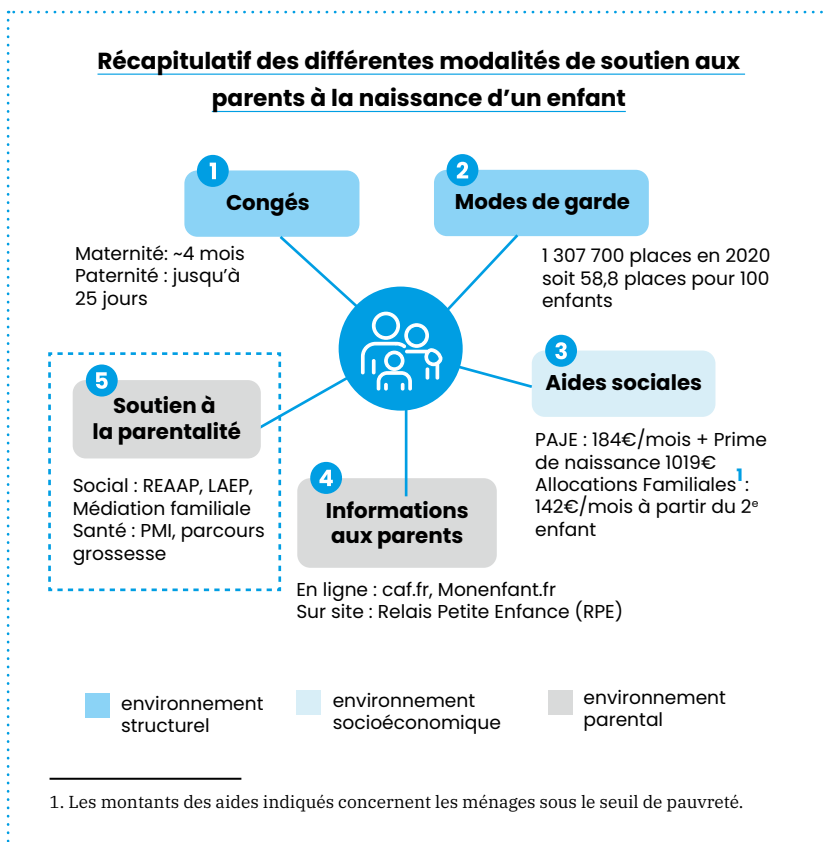 Récapitulatif des différentes modalités de soutien aux
parents à la naissance d'un enfant
1
Congés
Maternité: ~4 mois
Paternité : jusqu'à
25 jours
2
Modes de garde
1 307 700 places en 2020
soit 58,8 places pour 100
enfants
3
Aides sociales
PAJE : 184€/mois + Prime
de naissance 1019€
Allocations Familiales¹ :
142€/mois à partir du 2ᵉ
enfant
4
Informations
aux parents
En ligne : caf.fr, Monenfant.fr
Sur site : Relais Petite Enfance (RPE)
5
Soutien à
la parentalité
Social : REAAP, LAEP,
Médiation familiale
Santé : PMI, parcours
grossesse
environnement
structurel
environnement
socioéconomique
environnement
parental
1. Les montants des aides indiqués concernent les ménages sous le seuil de pauvreté.